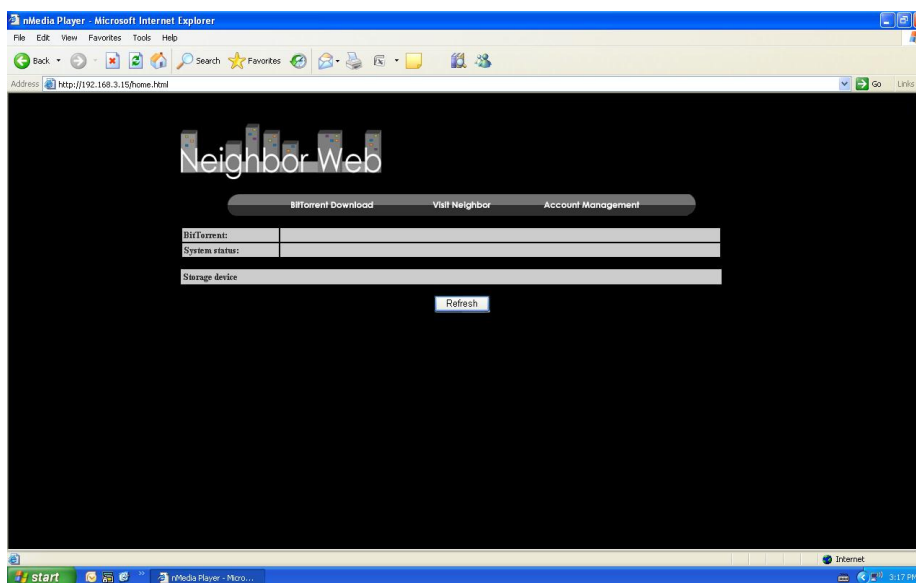 nMedia Player - Microsoft Internet Explorer
File Edit View Favorites Tools Help
Back Search Favorites
Address http://192.168.3.15/home.html Go Links
Neighbor Web
BitTorrent Download Visit Neighbor Account Management
BitTorrent:
System status:
Storage device
Refresh
Internet
start nMedia Player - Micro... 3:17 PM